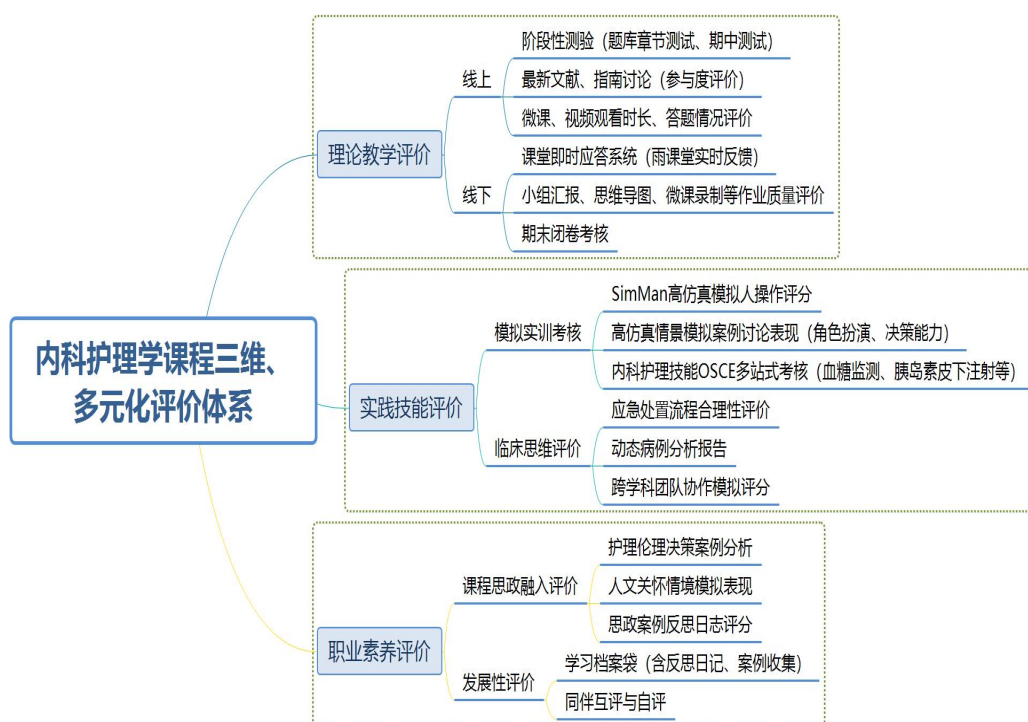 内科护理学课程三维、
多元化评价体系
理论教学评价
线上
阶段性测验（题库章节测试、期中测试）
最新文献、指南讨论（参与度评价）
微课、视频观看时长、答题情况评价
线下
课堂即时应答系统（雨课堂实时反馈）
小组汇报、思维导图、微课录制等作业质量评价
期末闭卷考核
实践技能评价
模拟实训考核
SimMan高仿真模拟人操作评分
高仿真情景模拟案例讨论表现（角色扮演、决策能力）
内科护理技能OSCE多站式考核（血糖监测、胰岛素皮下注射等）
临床思维评价
应急处置流程合理性评价
动态病例分析报告
跨学科团队协作模拟评分
职业素养评价
课程思政融入评价
护理伦理决策案例分析
人文关怀情境模拟表现
思政案例反思日志评分
发展性评价
学习档案袋（含反思日记、案例收集）
同伴互评与自评